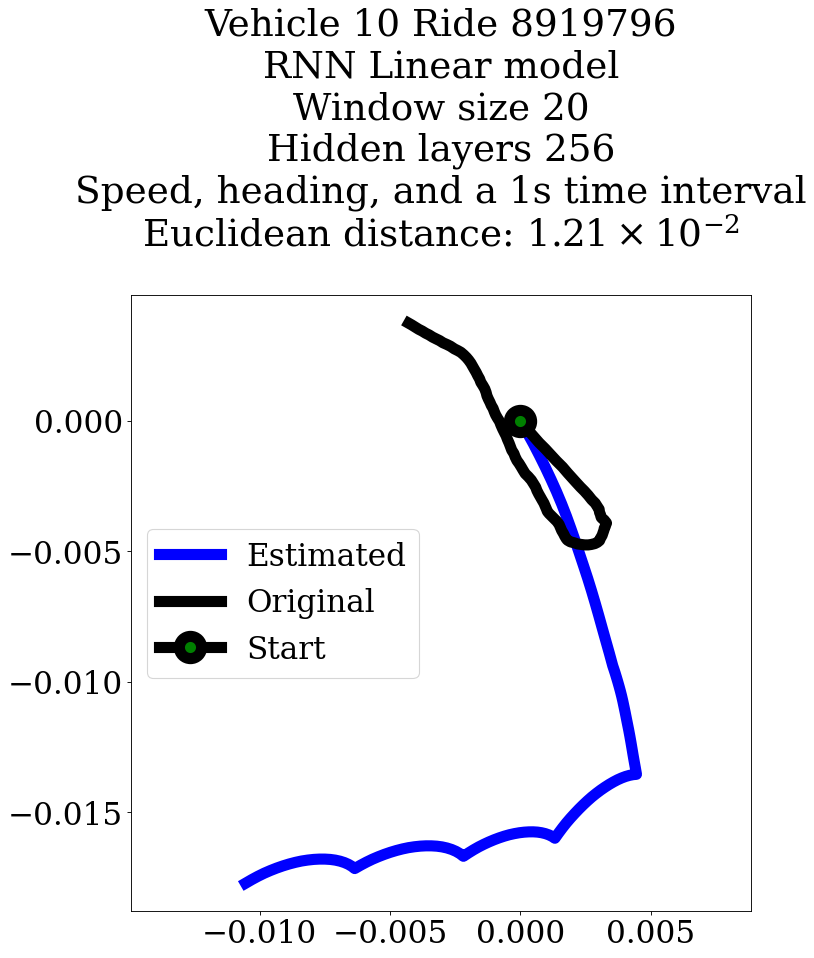 Vehicle 10 Ride 8919796
RNN Linear model
Window size 20
Hidden layers 256
Speed, heading, and a 1s time interval
Euclidean distance: 1.21 × 10⁻²
0.000
−0.005
−0.010
−0.015
Estimated
Original
Start
−0.010 −0.005 0.000 0.005